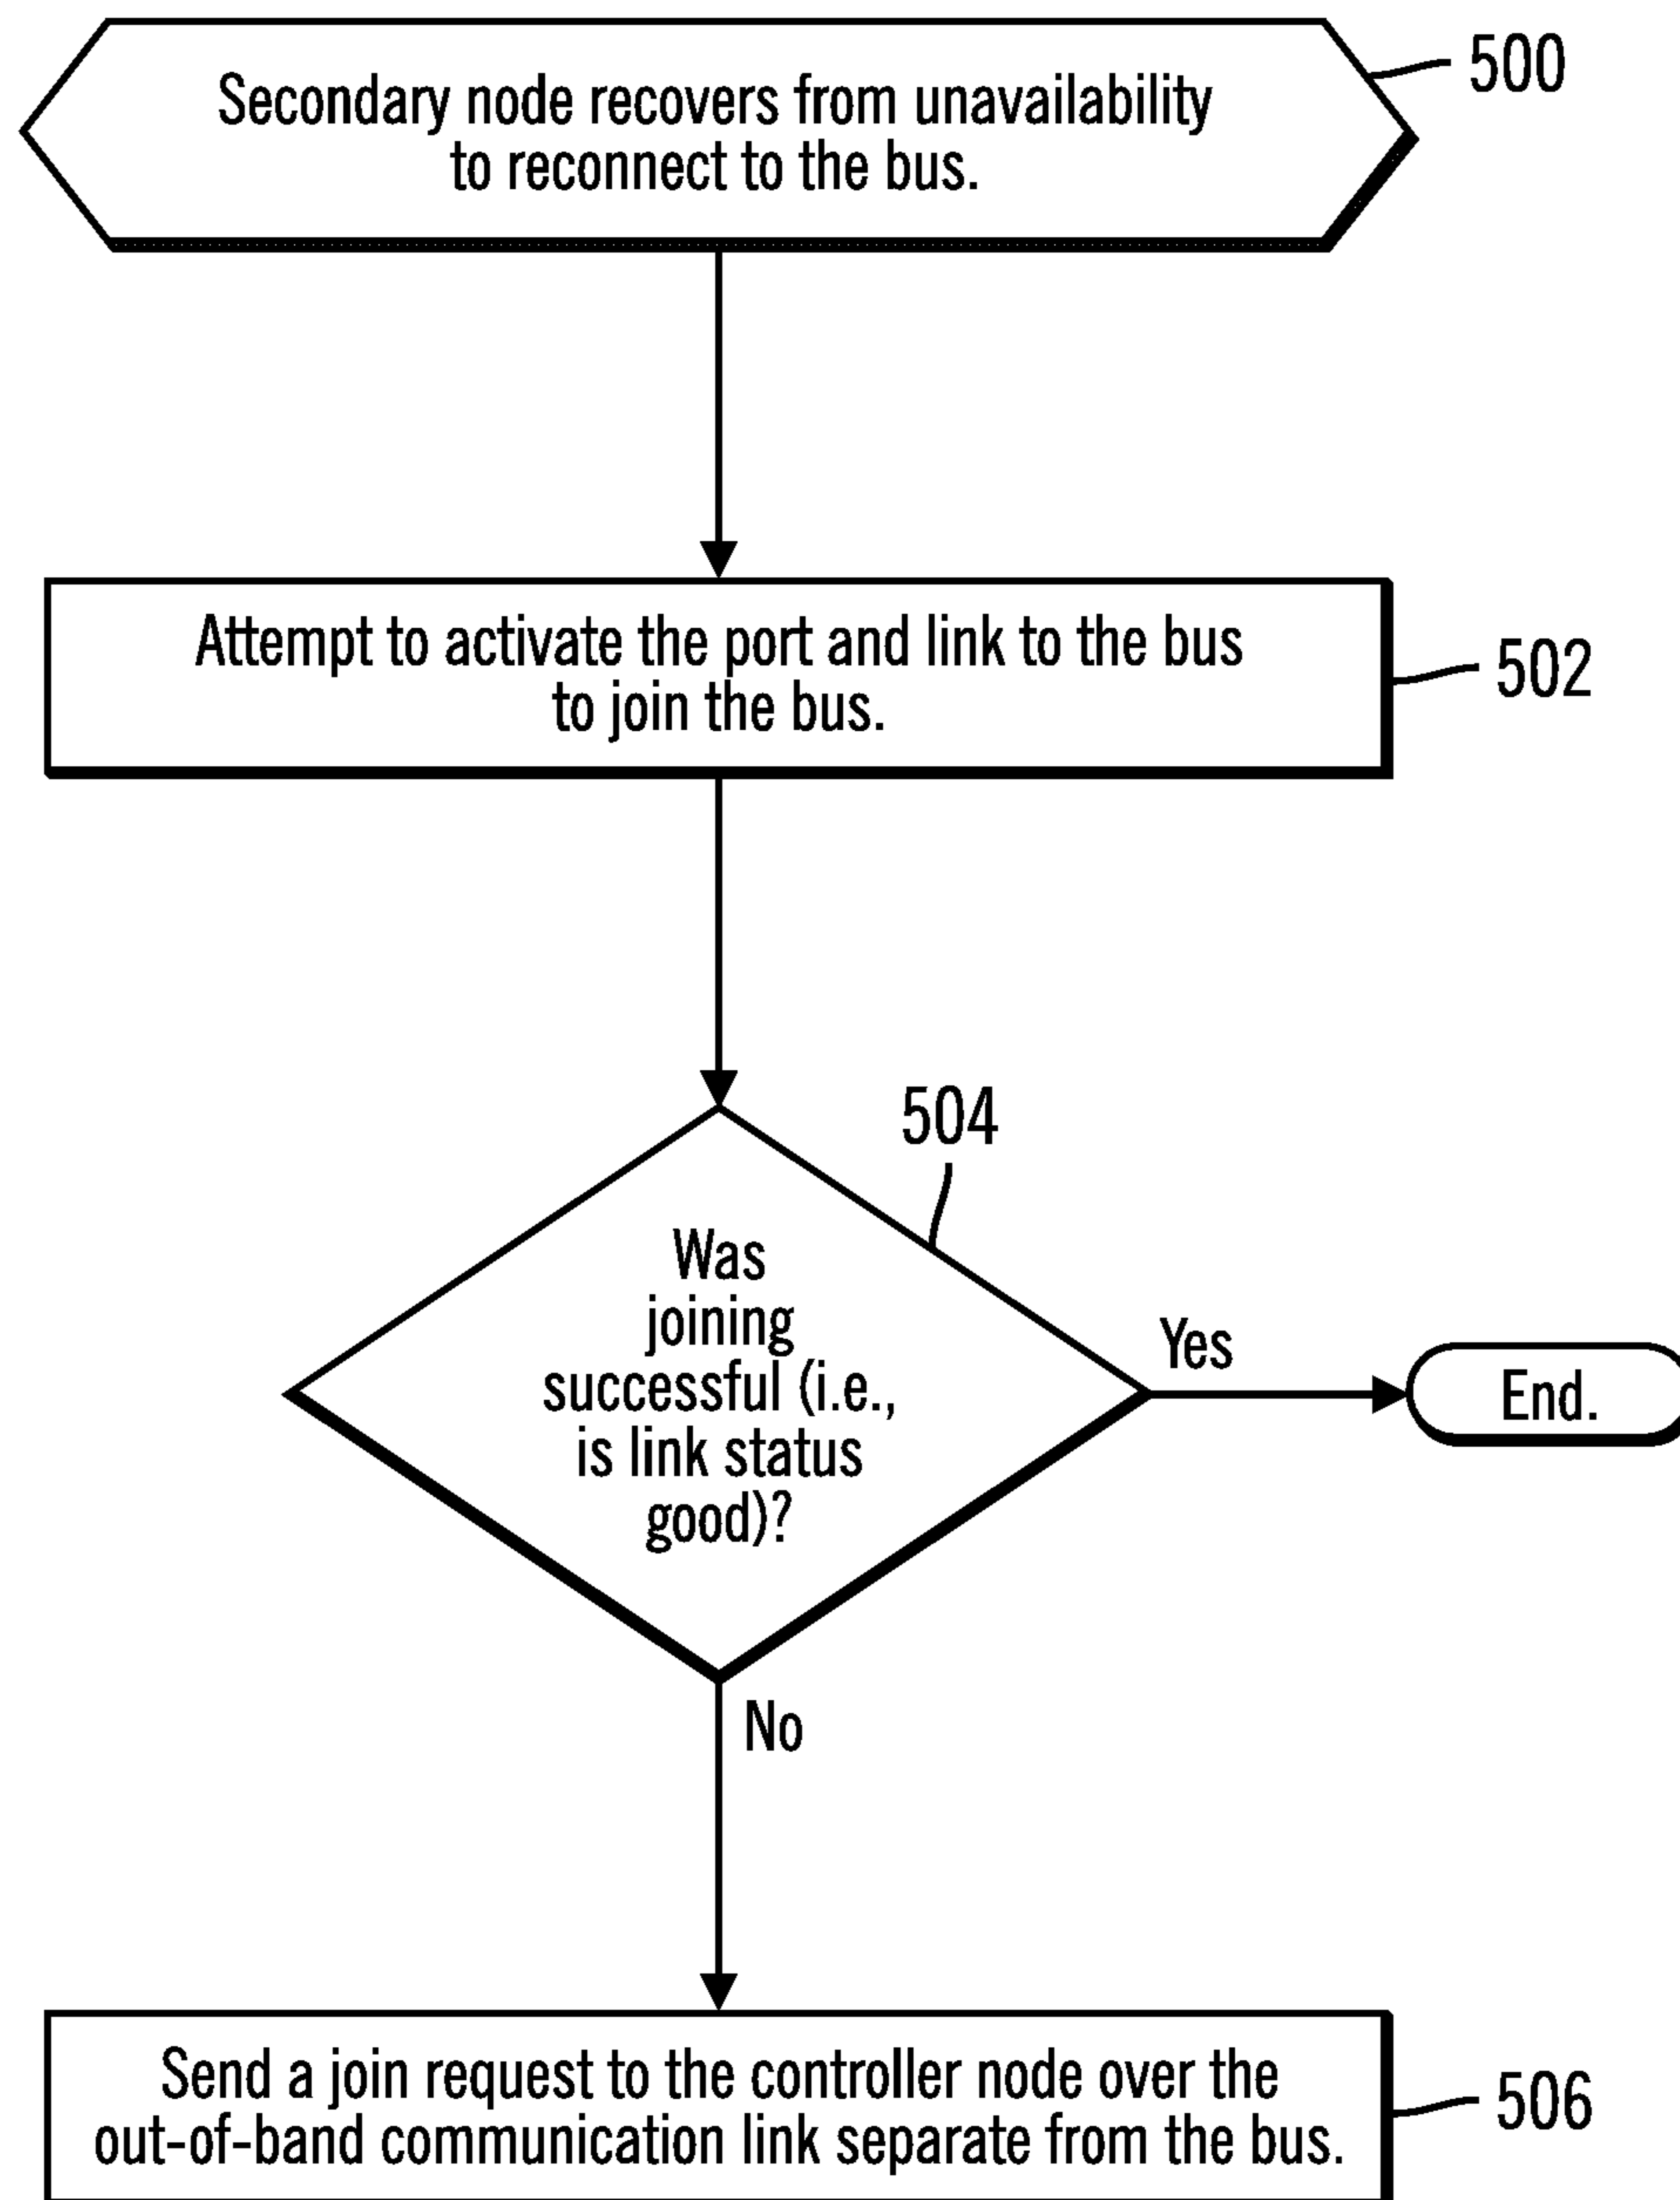 Secondary node recovers from unavailability
to reconnect to the bus.
500
Attempt to activate the port and link to the bus
to join the bus.
502
504
Was
joining
successful (i.e.,
is link status
good)?
Yes
End.
No
Send a join request to the controller node over the
out-of-band communication link separate from the bus.
506